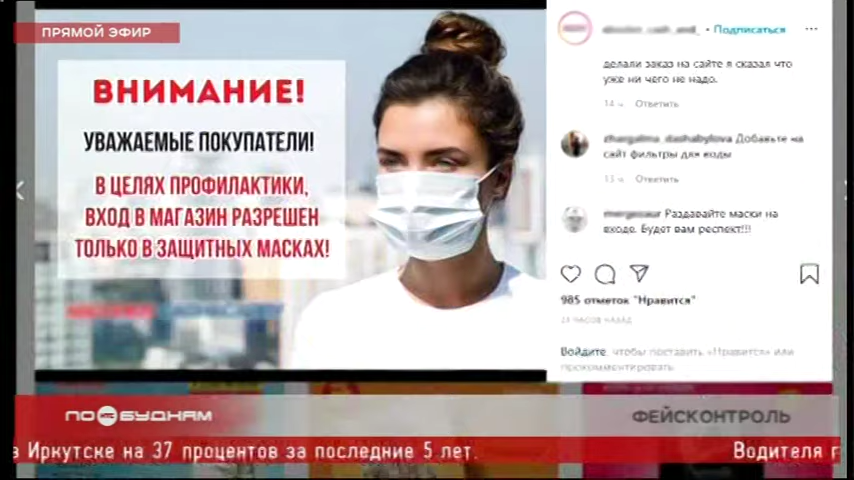 ПРЯМОЙ ЭФИР
ВНИМАНИЕ!
УВАЖАЕМЫЕ ПОКУПАТЕЛИ!
В ЦЕЛЯХ ПРОФИЛАКТИКИ,
ВХОД В МАГАЗИН РАЗРЕШЕН
ТОЛЬКО В ЗАЩИТНЫХ МАСКАХ!
• Подписаться ...
делали заказ на сайте я сказал что
уже ни чего не надо.
14 ч. Ответить
Добавьте на
сайт фильтры для воды
13 ч. Ответить
Раздавайте маски на
входе. Будет вам респект!!!
985 отметок "Нравится"
ЧАСОВ НАЗАД
Войдите, чтобы поставить «Нравится» или
прокомментировать
ПО БУДНЯМ
ФЕЙСКОНТРОЛЬ
в Иркутске на 37 процентов за последние 5 лет. Водителя